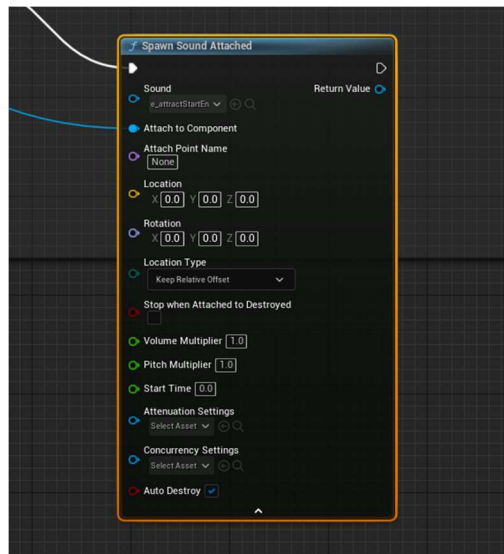 f Spawn Sound Attached
Sound Return Value
e_attractStartEn
Attach to Component
Attach Point Name
None
Location
X 0.0 Y 0.0 Z 0.0
Rotation
X 0.0 Y 0.0 Z 0.0
Location Type
Keep Relative Offset
Stop when Attached to Destroyed
Volume Multiplier 1.0
Pitch Multiplier 1.0
Start Time 0.0
Attenuation Settings
Select Asset
Concurrency Settings
Select Asset
Auto Destroy